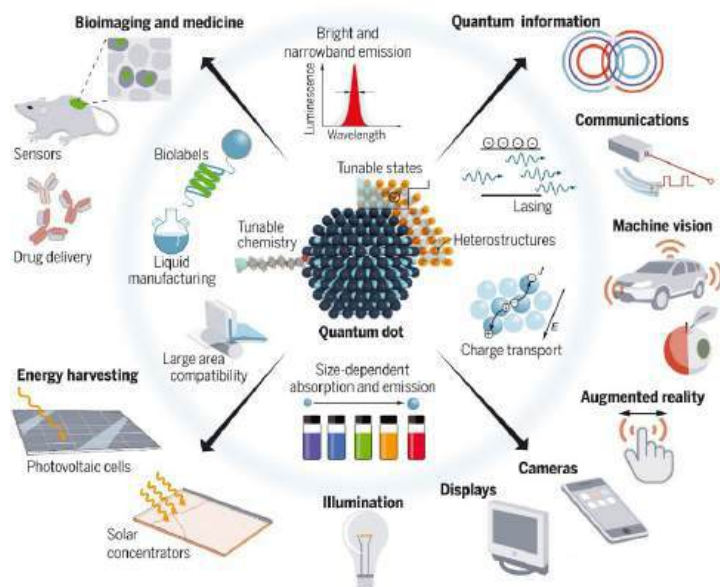 Bioimaging and medicine
Quantum information
Bright and
narrowband emission
Luminescence
Wavelength
Communications
Sensors
Biolabels
Tunable states
Lasing
Drug delivery
Liquid
manufacturing
Tunable
chemistry
Heterostructures
Machine vision
Quantum dot
J
E
Charge transport
Large area
compatibility
Energy harvesting
Size-dependent
absorption and emission
Augmented reality
Photovoltaic cells
Cameras
Displays
Illumination
Solar
concentrators